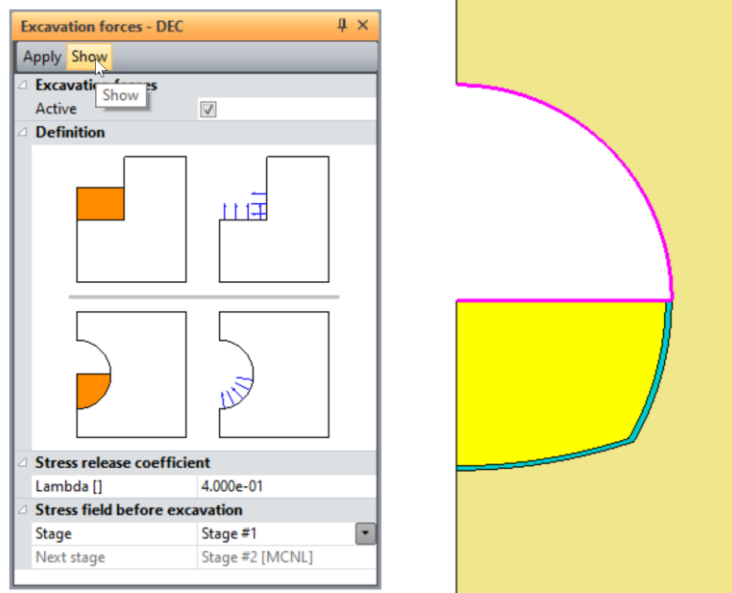 Excavation forces - DEC
Apply Show
Excavation forces
Show
Active
Definition
Stress release coefficient
Lambda [] 4.000e-01
Stress field before excavation
Stage Stage #1
Next stage Stage #2 [MCNL]